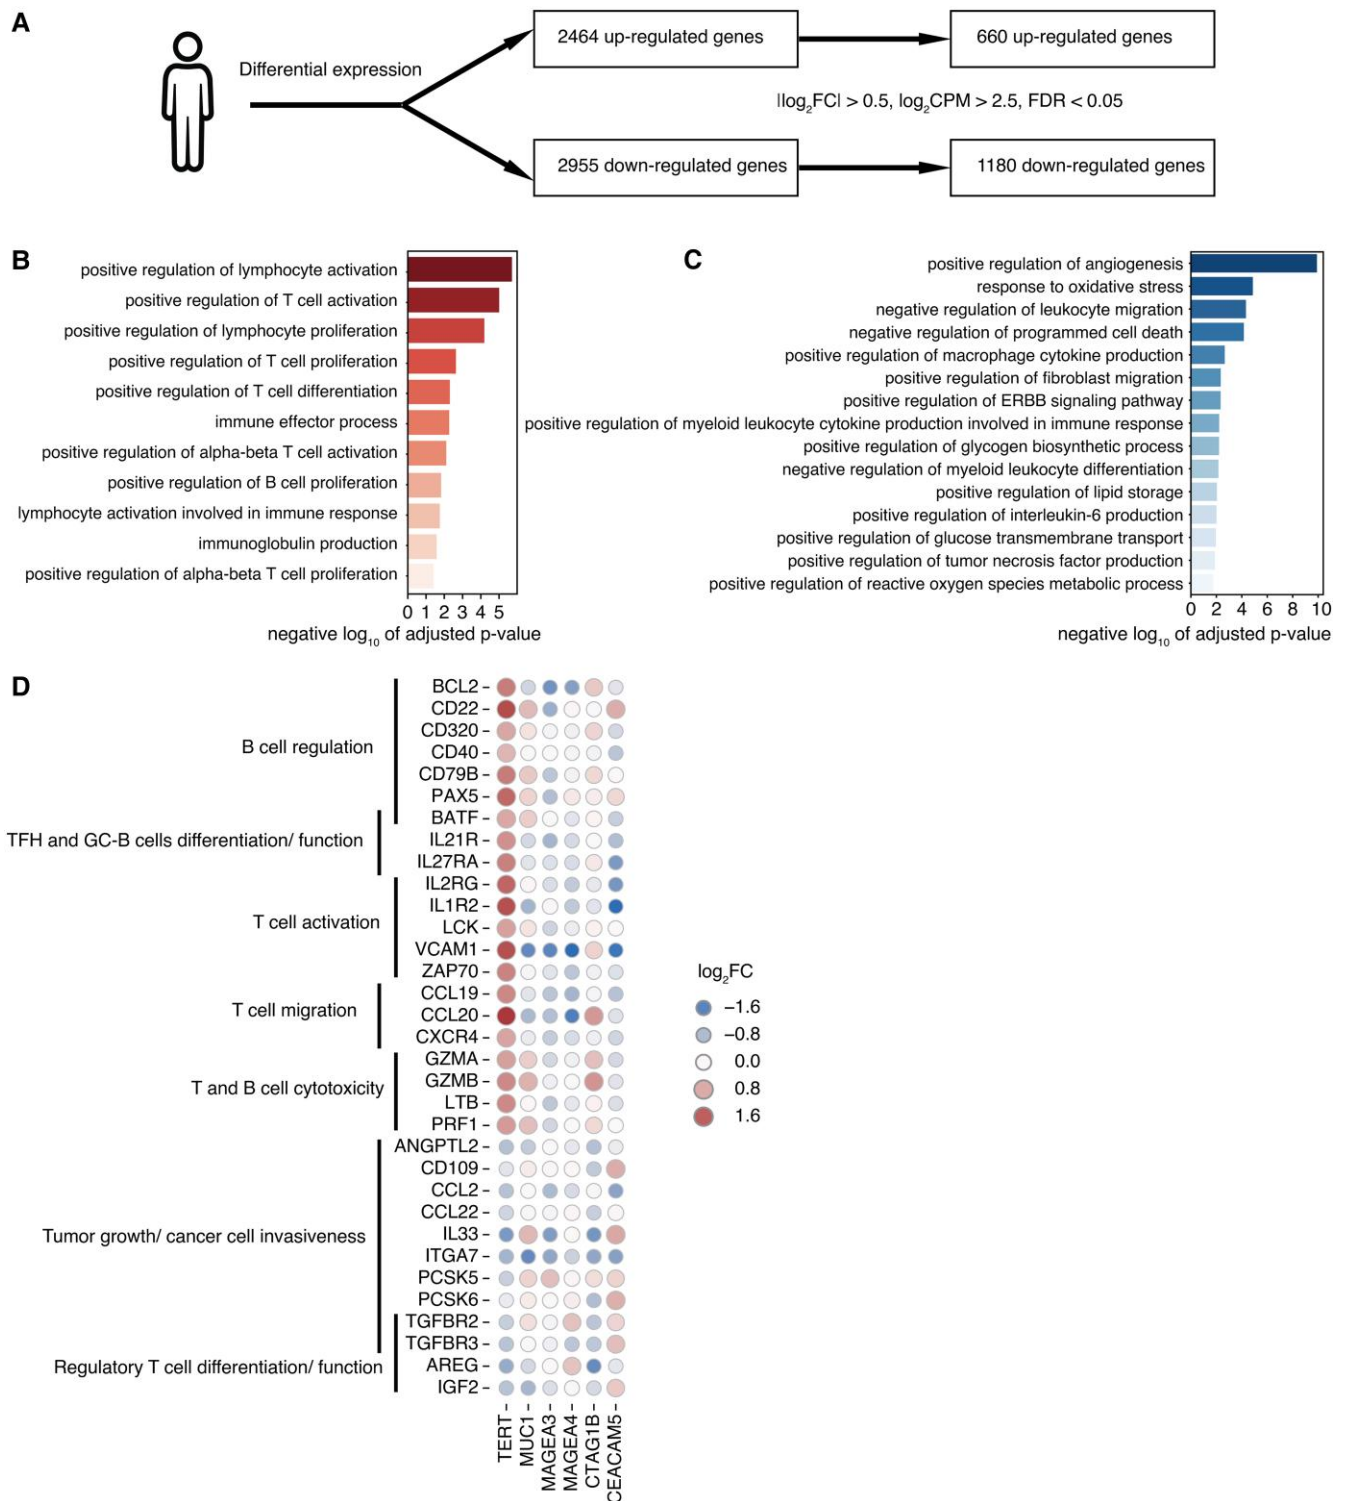 A
Differential expression
2464 up-regulated genes
660 up-regulated genes
|log2FC| > 0.5, log2CPM > 2.5, FDR < 0.05
2955 down-regulated genes
1180 down-regulated genes
B
positive regulation of lymphocyte activation
positive regulation of T cell activation
positive regulation of lymphocyte proliferation
positive regulation of T cell proliferation
positive regulation of T cell differentiation
immune effector process
positive regulation of alpha-beta T cell activation
positive regulation of B cell proliferation
lymphocyte activation involved in immune response
immunoglobulin production
positive regulation of alpha-beta T cell proliferation
0 1 2 3 4 5
negative log10 of adjusted p-value
C
positive regulation of angiogenesis
response to oxidative stress
negative regulation of leukocyte migration
negative regulation of programmed cell death
positive regulation of macrophage cytokine production
positive regulation of fibroblast migration
positive regulation of ERBB signaling pathway
positive regulation of myeloid leukocyte cytokine production involved in immune response
positive regulation of glycogen biosynthetic process
negative regulation of myeloid leukocyte differentiation
positive regulation of lipid storage
positive regulation of interleukin-6 production
positive regulation of glucose transmembrane transport
positive regulation of tumor necrosis factor production
positive regulation of reactive oxygen species metabolic process
0 2 4 6 8 10
negative log10 of adjusted p-value
D
B cell regulation
TFH and GC-B cells differentiation/ function
T cell activation
T cell migration
T and B cell cytotoxicity
Tumor growth/ cancer cell invasiveness
Regulatory T cell differentiation/ function
BCL2
CD22
CD320
CD40
CD79B
PAX5
BATF
IL21R
IL27RA
IL2RG
IL1R2
LCK
VCAM1
ZAP70
CCL19
CCL20
CXCR4
GZMA
GZMB
LTB
PRF1
ANGPTL2
CD109
CCL2
CCL22
IL33
ITGA7
PCSK5
PCSK6
TGFBR2
TGFBR3
AREG
IGF2
TERT
MUC1
MAGEA3
MAGEA4
CTAG1B
CEACAM5
log2FC
−1.6
−0.8
0.0
0.8
1.6